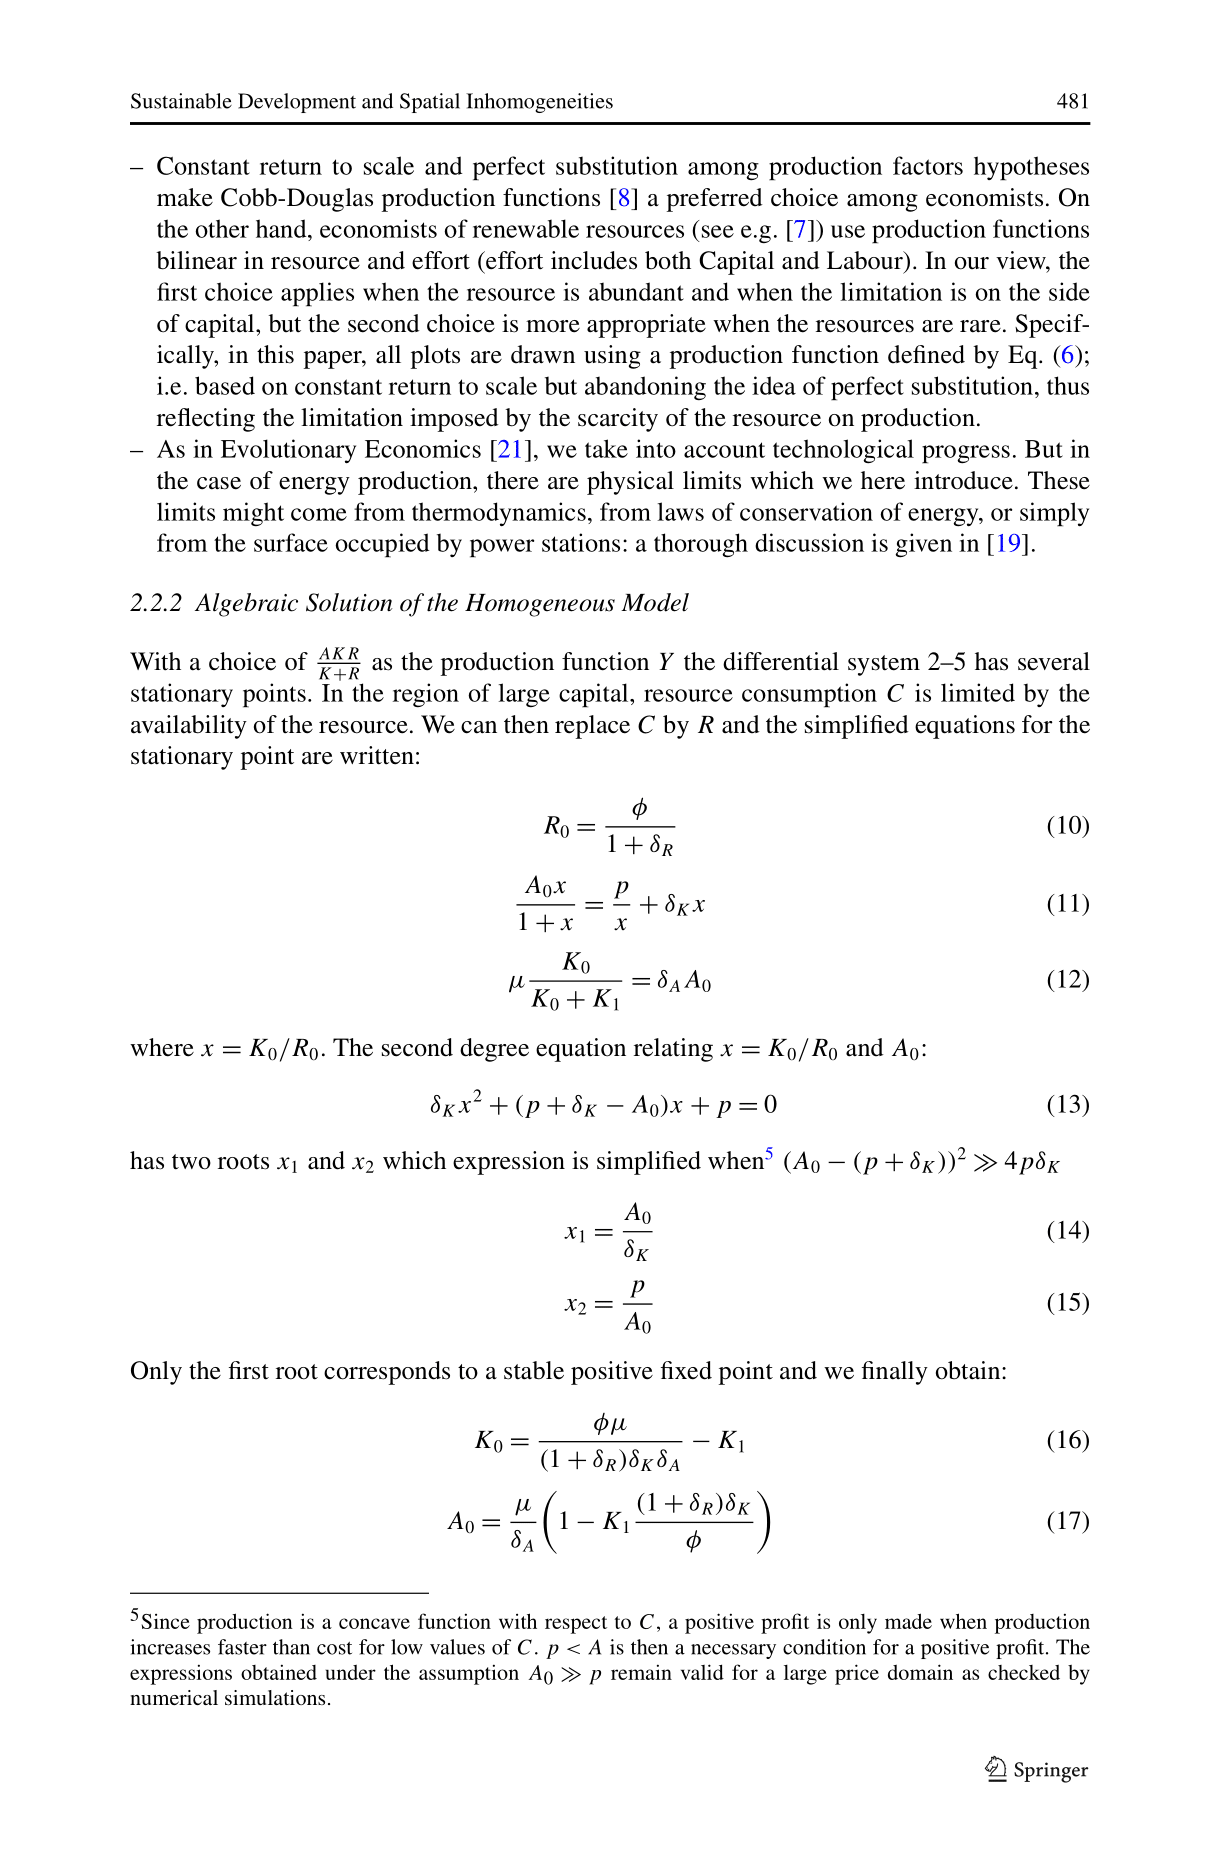 Sustainable Development and Spatial Inhomogeneities 481
– Constant return to scale and perfect substitution among production factors hypotheses
make Cobb-Douglas production functions [8] a preferred choice among economists. On
the other hand, economists of renewable resources (see e.g. [7]) use production functions
bilinear in resource and effort (effort includes both Capital and Labour). In our view, the
first choice applies when the resource is abundant and when the limitation is on the side
of capital, but the second choice is more appropriate when the resources are rare. Specif-
ically, in this paper, all plots are drawn using a production function defined by Eq. (6);
i.e. based on constant return to scale but abandoning the idea of perfect substitution, thus
reflecting the limitation imposed by the scarcity of the resource on production.
– As in Evolutionary Economics [21], we take into account technological progress. But in
the case of energy production, there are physical limits which we here introduce. These
limits might come from thermodynamics, from laws of conservation of energy, or simply
from the surface occupied by power stations: a thorough discussion is given in [19].
2.2.2 Algebraic Solution of the Homogeneous Model
With a choice of \frac{AKR}{K+R} as the production function Y the differential system 2–5 has several
stationary points. In the region of large capital, resource consumption C is limited by the
availability of the resource. We can then replace C by R and the simplified equations for the
stationary point are written:
R_0 = \frac{\phi}{1 + \delta_R} (10)
\frac{A_0 x}{1 + x} = \frac{p}{x} + \delta_K x (11)
\mu \frac{K_0}{K_0 + K_1} = \delta_A A_0 (12)
where x = K_0/R_0. The second degree equation relating x = K_0/R_0 and A_0:
\delta_K x^2 + (p + \delta_K − A_0)x + p = 0 (13)
has two roots x_1 and x_2 which expression is simplified when^5 (A_0 − (p + \delta_K))^2 ≫ 4p\delta_K
x_1 = \frac{A_0}{\delta_K} (14)
x_2 = \frac{p}{A_0} (15)
Only the first root corresponds to a stable positive fixed point and we finally obtain:
K_0 = \frac{\phi\mu}{(1 + \delta_R)\delta_K\delta_A} − K_1 (16)
A_0 = \frac{\mu}{\delta_A} \left(1 − K_1 \frac{(1 + \delta_R)\delta_K}{\phi}\right) (17)
^5Since production is a concave function with respect to C, a positive profit is only made when production
increases faster than cost for low values of C. p < A is then a necessary condition for a positive profit. The
expressions obtained under the assumption A_0 ≫ p remain valid for a large price domain as checked by
numerical simulations.
Springer